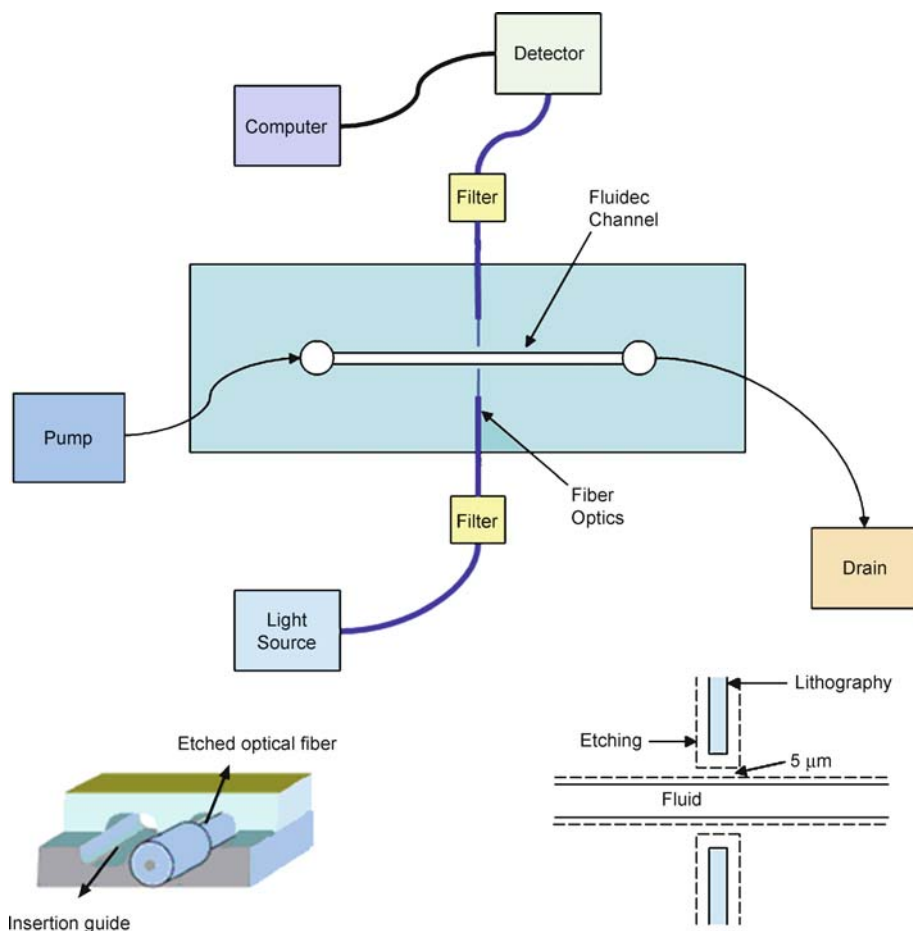 Detector
Computer
Filter
Fluidec
Channel
Pump
Fiber
Optics
Filter
Drain
Light
Source
Lithography
Etched optical fiber
Etching
5 μm
Fluid
Insertion guide